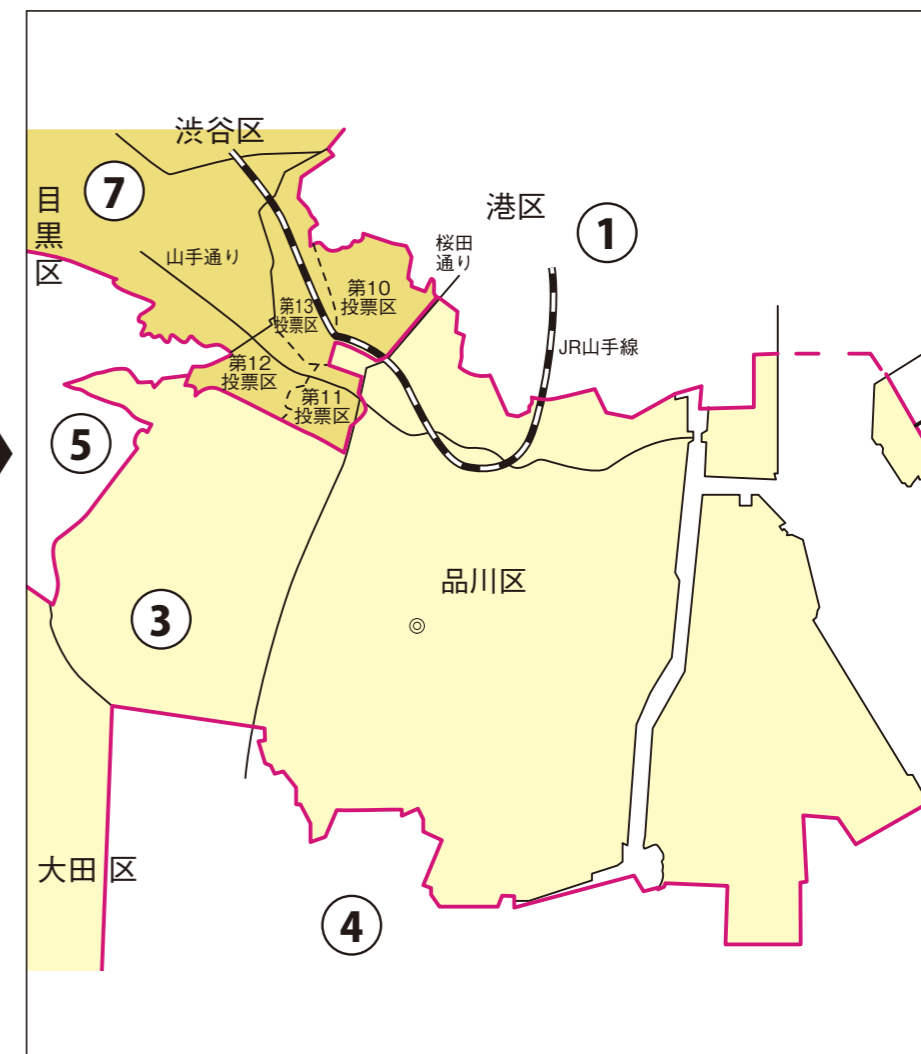 渋谷区
7
目黒区
港区
1
桜田
通り
山手通り
第10
投票区
第13
投票区
JR山手線
第12
投票区
第11
投票区
5
品川区
3
大田区
4